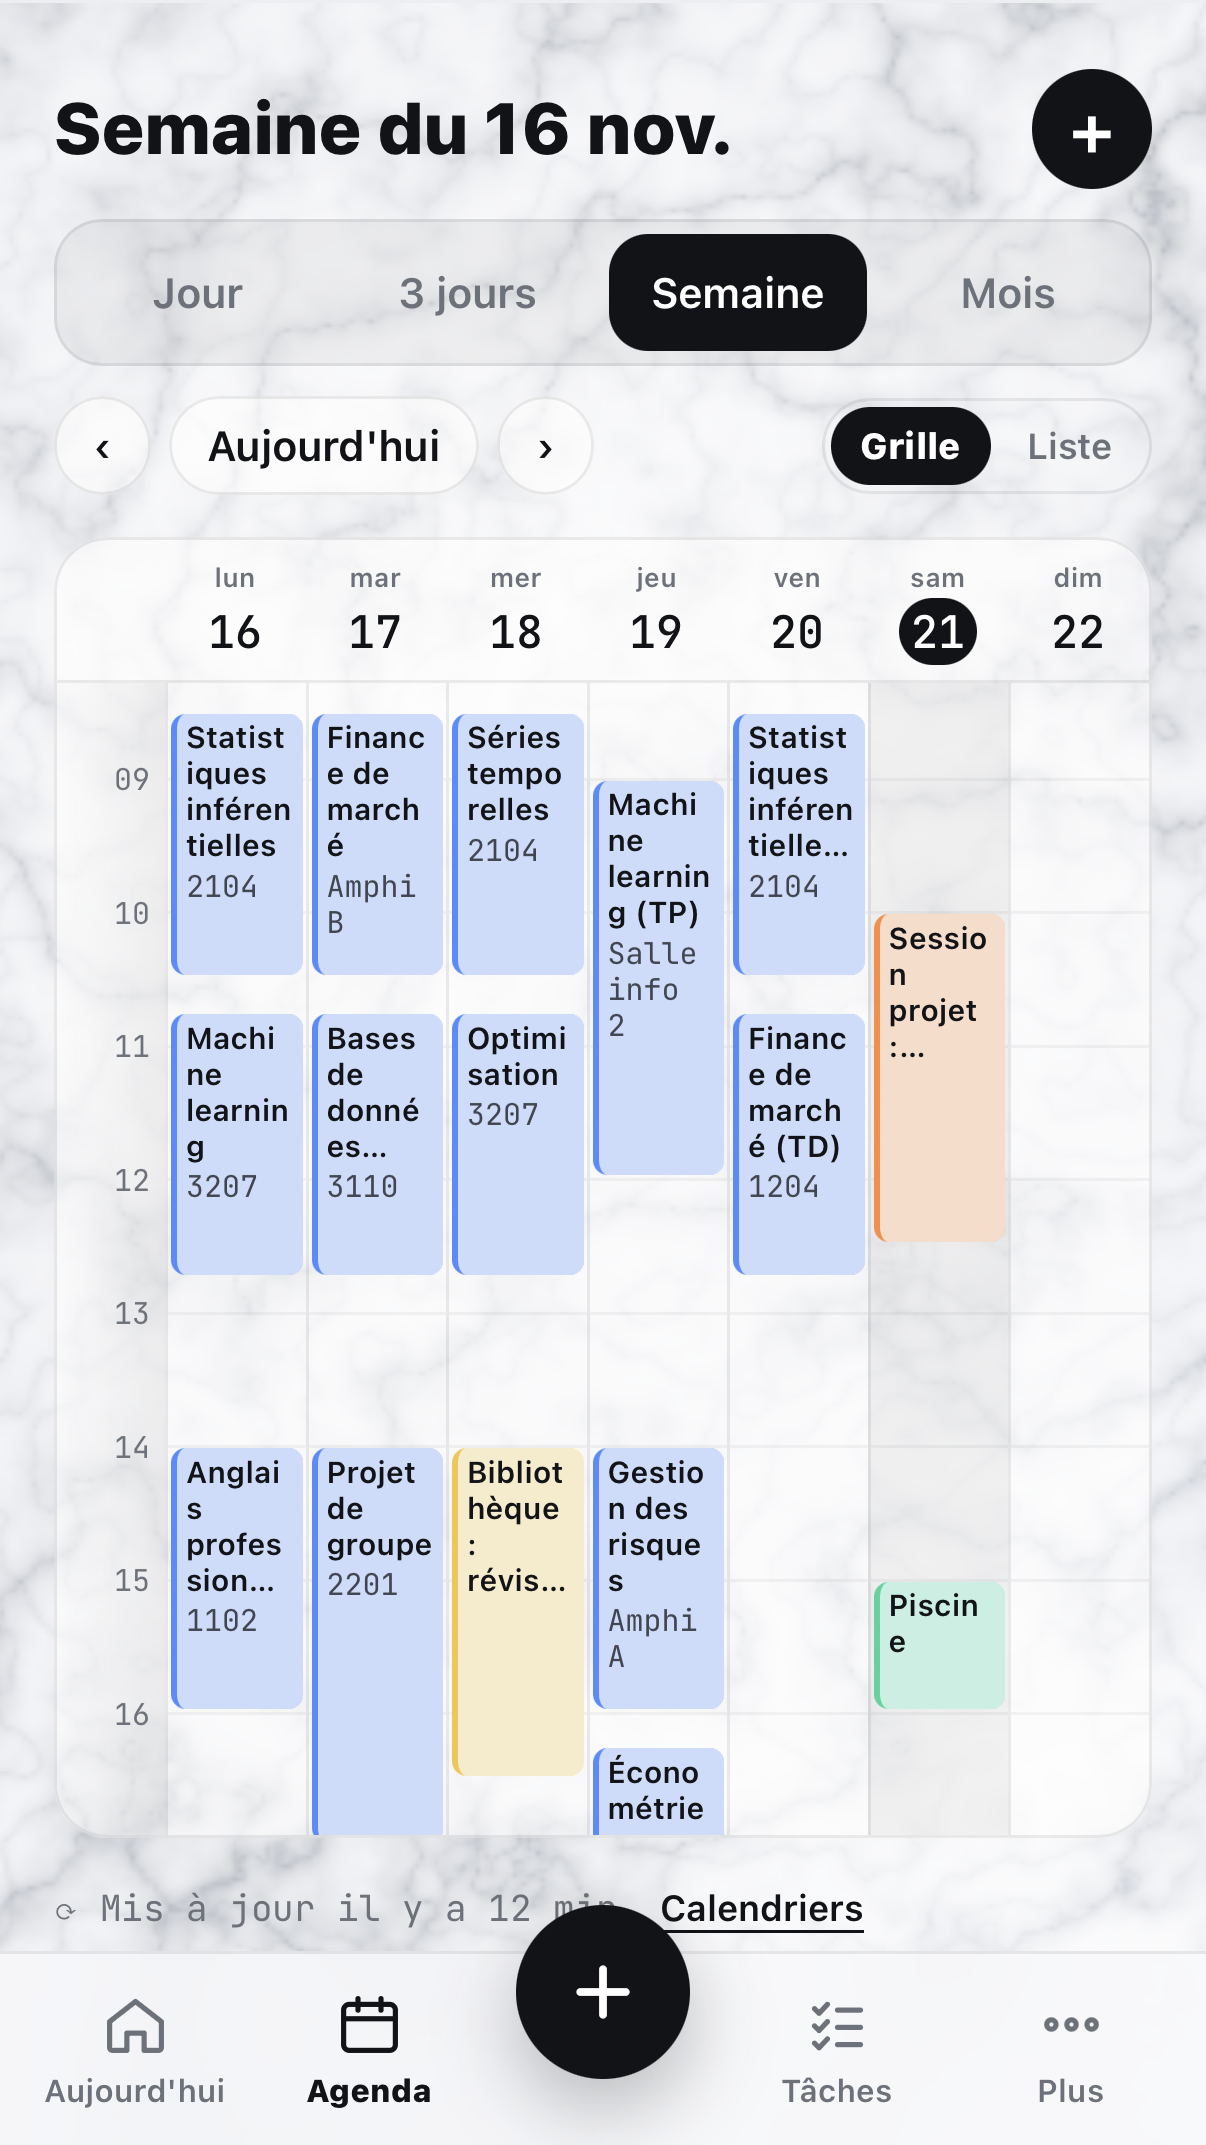 Semaine du 16 nov.
+
Jour 3 jours Semaine Mois
‹ Aujourd'hui › Grille Liste
lun mar mer jeu ven sam dim
16 17 18 19 20 21 22
09
10
11
12
13
14
15
16
Statist
iques
inféren
tielles
2104
Machi
ne
learnin
g
3207
Anglai
s
profes
sion...
1102
Financ
e de
march
é
Amphi
B
Bases
de
donné
es...
3110
Projet
de
groupe
2201
Séries
tempo
relles
2104
Optimi
sation
3207
Bibliot
hèque
:
révis...
Machi
ne
learnin
g (TP)
Salle
info
2
Gestio
n des
risque
s
Amphi
A
Écono
métrie
Statist
iques
inféren
tielle...
2104
Financ
e de
march
é (TD)
1204
Sessio
n
projet
:...
Piscin
e
⟳ Mis à jour il y a 12 min Calendriers
Aujourd'hui Agenda + Tâches Plus